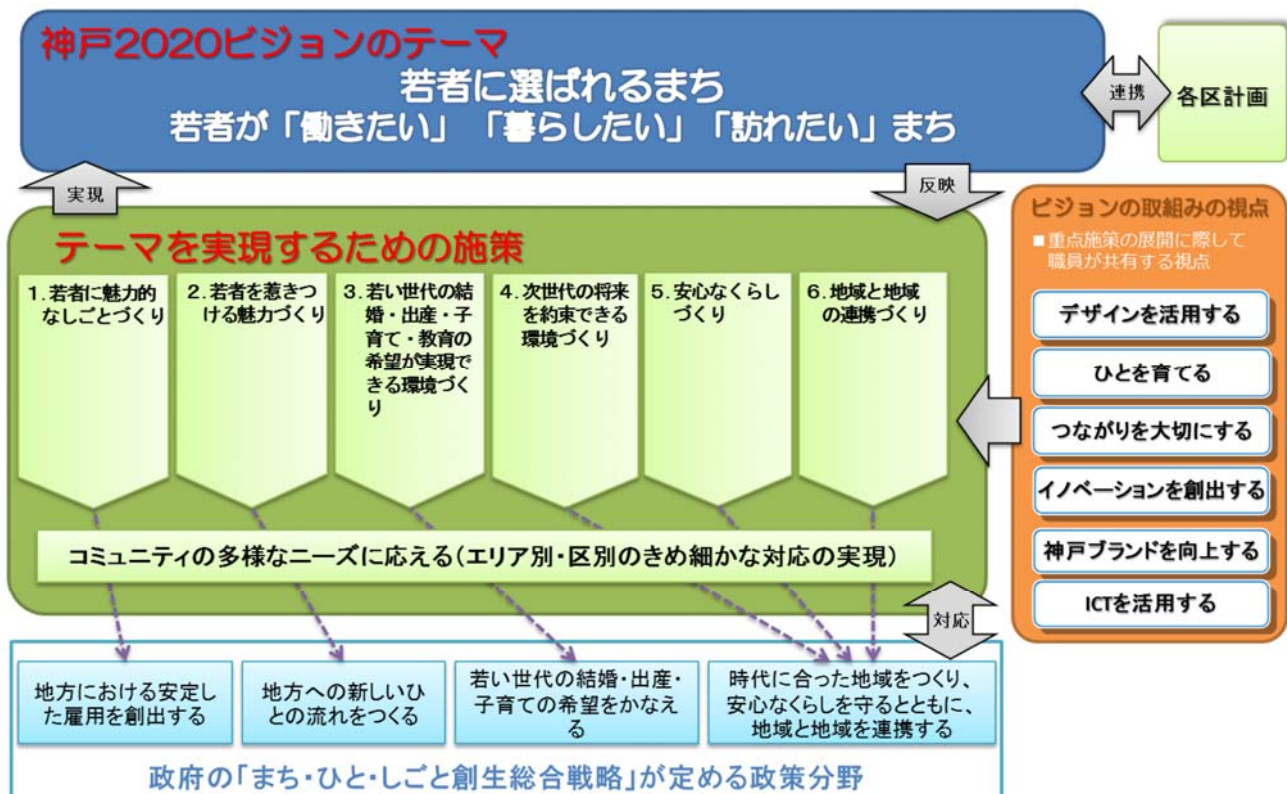 神戸2020ビジョンのテーマ
若者に選ばれるまち
若者が「働きたい」「暮らしたい」「訪れたい」まち
連携
各区計画
実現
反映
テーマを実現するための施策
1.若者に魅力的
なしごとづくり
2.若者を惹きつ
ける魅力づくり
3.若い世代の結
婚・出産・子
育て・教育の
希望が実現で
きる環境づく
り
4.次世代の将来
を約束できる
環境づくり
5.安心なくらし
づくり
6.地域と地域
の連携づくり
コミュニティの多様なニーズに応える(エリア別・区別のきめ細かな対応の実現)
ビジョンの取組みの視点
■重点施策の展開に際して
職員が共有する視点
デザインを活用する
ひとを育てる
つながりを大切にする
イノベーションを創出する
神戸ブランドを向上する
ICTを活用する
対応
地方における安定し
た雇用を創出する
地方への新しいひ
との流れをつくる
若い世代の結婚・出産・
子育ての希望をかなえ
る
時代に合った地域をつくり、
安心なくらしを守るとともに、
地域と地域を連携する
政府の「まち・ひと・しごと創生総合戦略」が定める政策分野